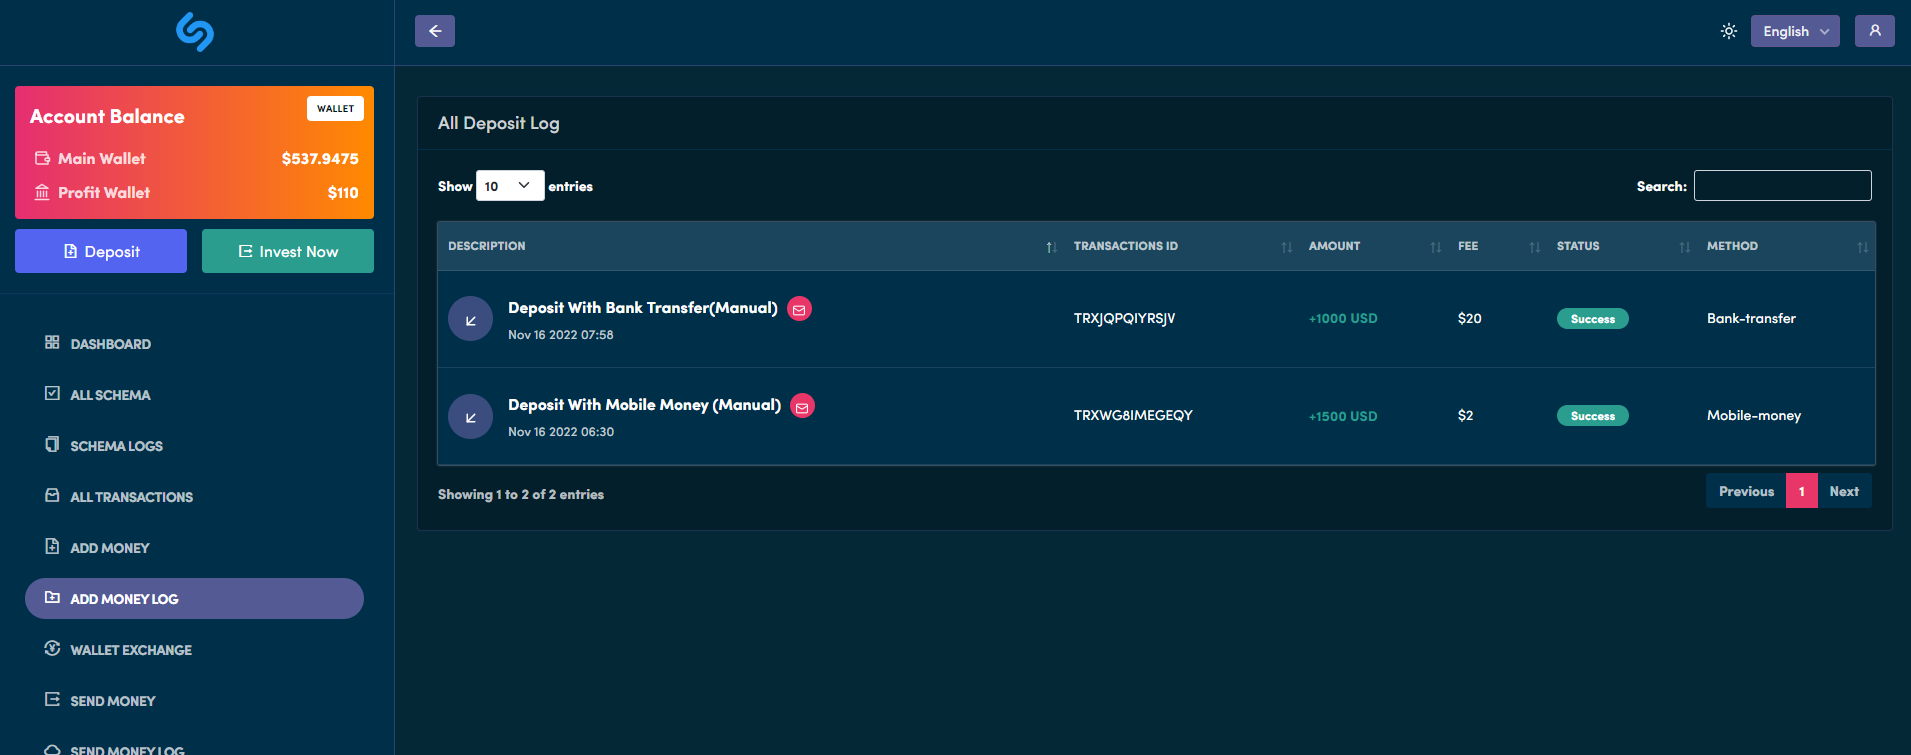 English
WALLET
Account Balance
Main Wallet $537.9475
Profit Wallet $110
Deposit
Invest Now
DASHBOARD
ALL SCHEMA
SCHEMA LOGS
ALL TRANSACTIONS
ADD MONEY
ADD MONEY LOG
WALLET EXCHANGE
SEND MONEY
SEND MONEY LOG
All Deposit Log
Show 10 entries
Search:
DESCRIPTION TRANSACTIONS ID AMOUNT FEE STATUS METHOD
Deposit With Bank Transfer(Manual)
Nov 16 2022 07:58
TRXJQPQIYRSJV +1000 USD $20 Success Bank-transfer
Deposit With Mobile Money (Manual)
Nov 16 2022 06:30
TRXWG8IMEGEQY +1500 USD $2 Success Mobile-money
Showing 1 to 2 of 2 entries
Previous 1 Next